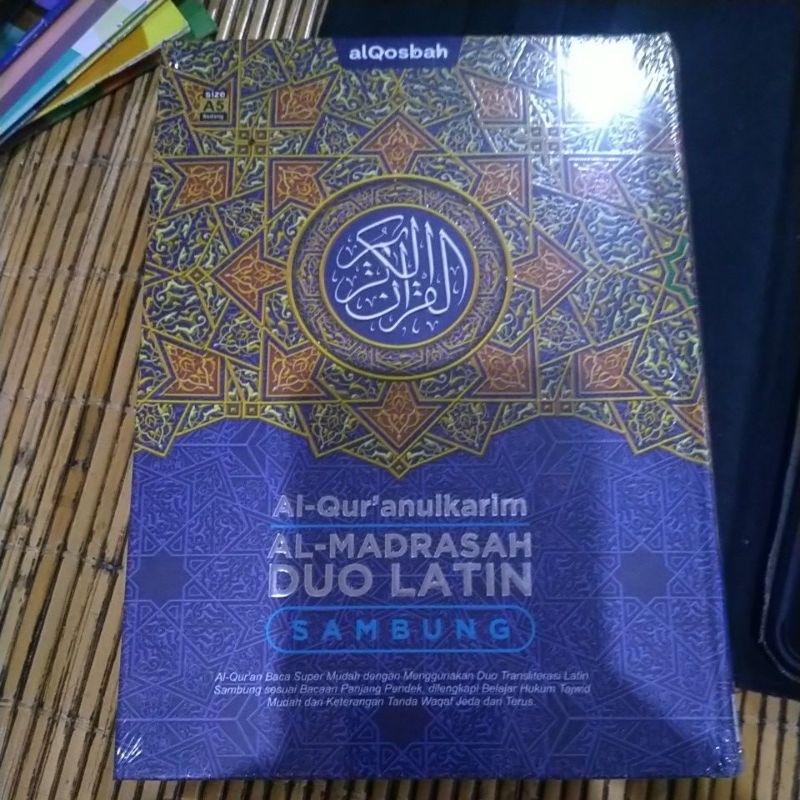 alQosbah
size
A5
Sedang
القرآن الكريم
Al-Qur'anulkarim
AL-MADRASAH
DUO LATIN
SAMBUNG
Al-Qur'an Baca Super Mudah dengan Menggunakan Duo Transliterasi Latin
Sambung sesuai Bacaan Panjang Pendek, dilengkapi Belajar Hukum Tajwid
Mudah dan Keterangan Tanda Waqaf Jeda dan Terus.